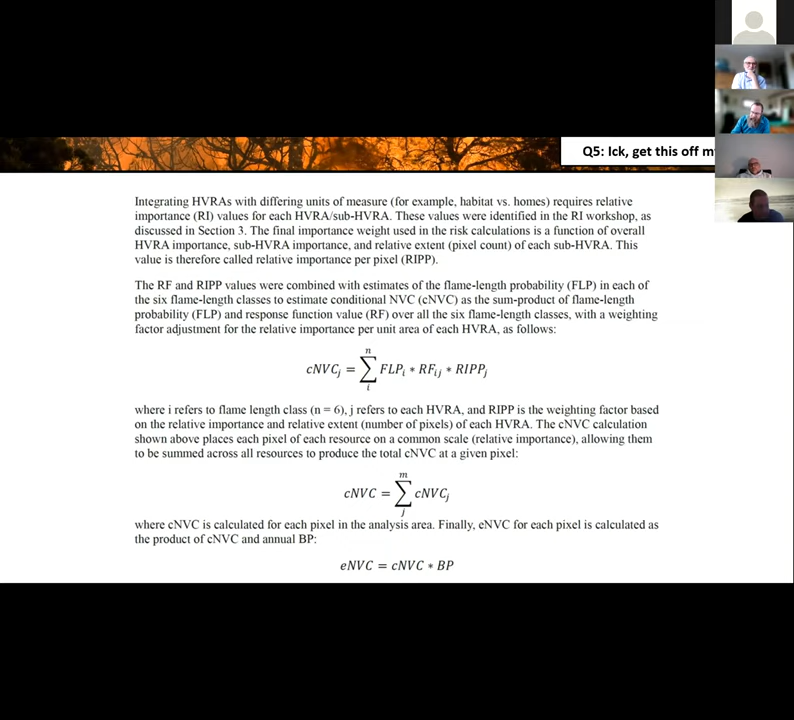 Q5: Ick, get this off m
Integrating HVRAs with differing units of measure (for example, habitat vs. homes) requires relative
importance (RI) values for each HVRA/sub-HVRA. These values were identified in the RI workshop, as
discussed in Section 3. The final importance weight used in the risk calculations is a function of overall
HVRA importance, sub-HVRA importance, and relative extent (pixel count) of each sub-HVRA. This
value is therefore called relative importance per pixel (RIPP).
The RF and RIPP values were combined with estimates of the flame-length probability (FLP) in each of
the six flame-length classes to estimate conditional NVC (cNVC) as the sum-product of flame-length
probability (FLP) and response function value (RF) over all the six flame-length classes, with a weighting
factor adjustment for the relative importance per unit area of each HVRA, as follows:
cNVC_j = ∑_i^n FLP_i * RF_ij * RIPP_j
where i refers to flame length class (n = 6), j refers to each HVRA, and RIPP is the weighting factor based
on the relative importance and relative extent (number of pixels) of each HVRA. The cNVC calculation
shown above places each pixel of each resource on a common scale (relative importance), allowing them
to be summed across all resources to produce the total cNVC at a given pixel:
cNVC = ∑_j^m cNVC_j
where cNVC is calculated for each pixel in the analysis area. Finally, eNVC for each pixel is calculated as
the product of cNVC and annual BP:
eNVC = cNVC * BP